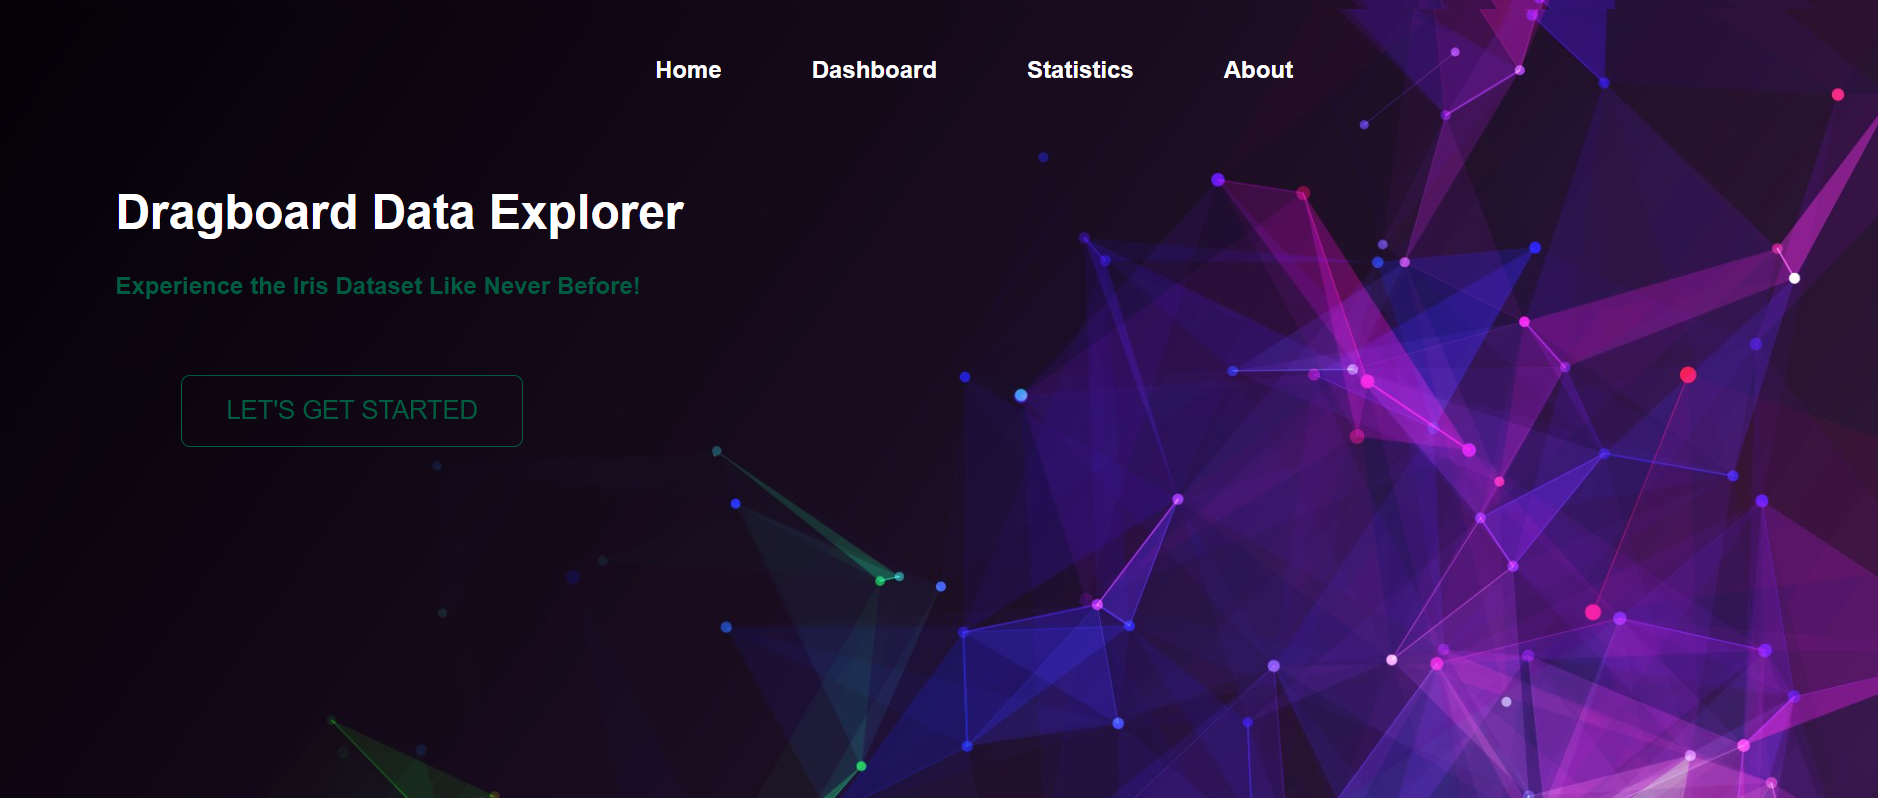 Home Dashboard Statistics About
Dragboard Data Explorer
Experience the Iris Dataset Like Never Before!
LET'S GET STARTED